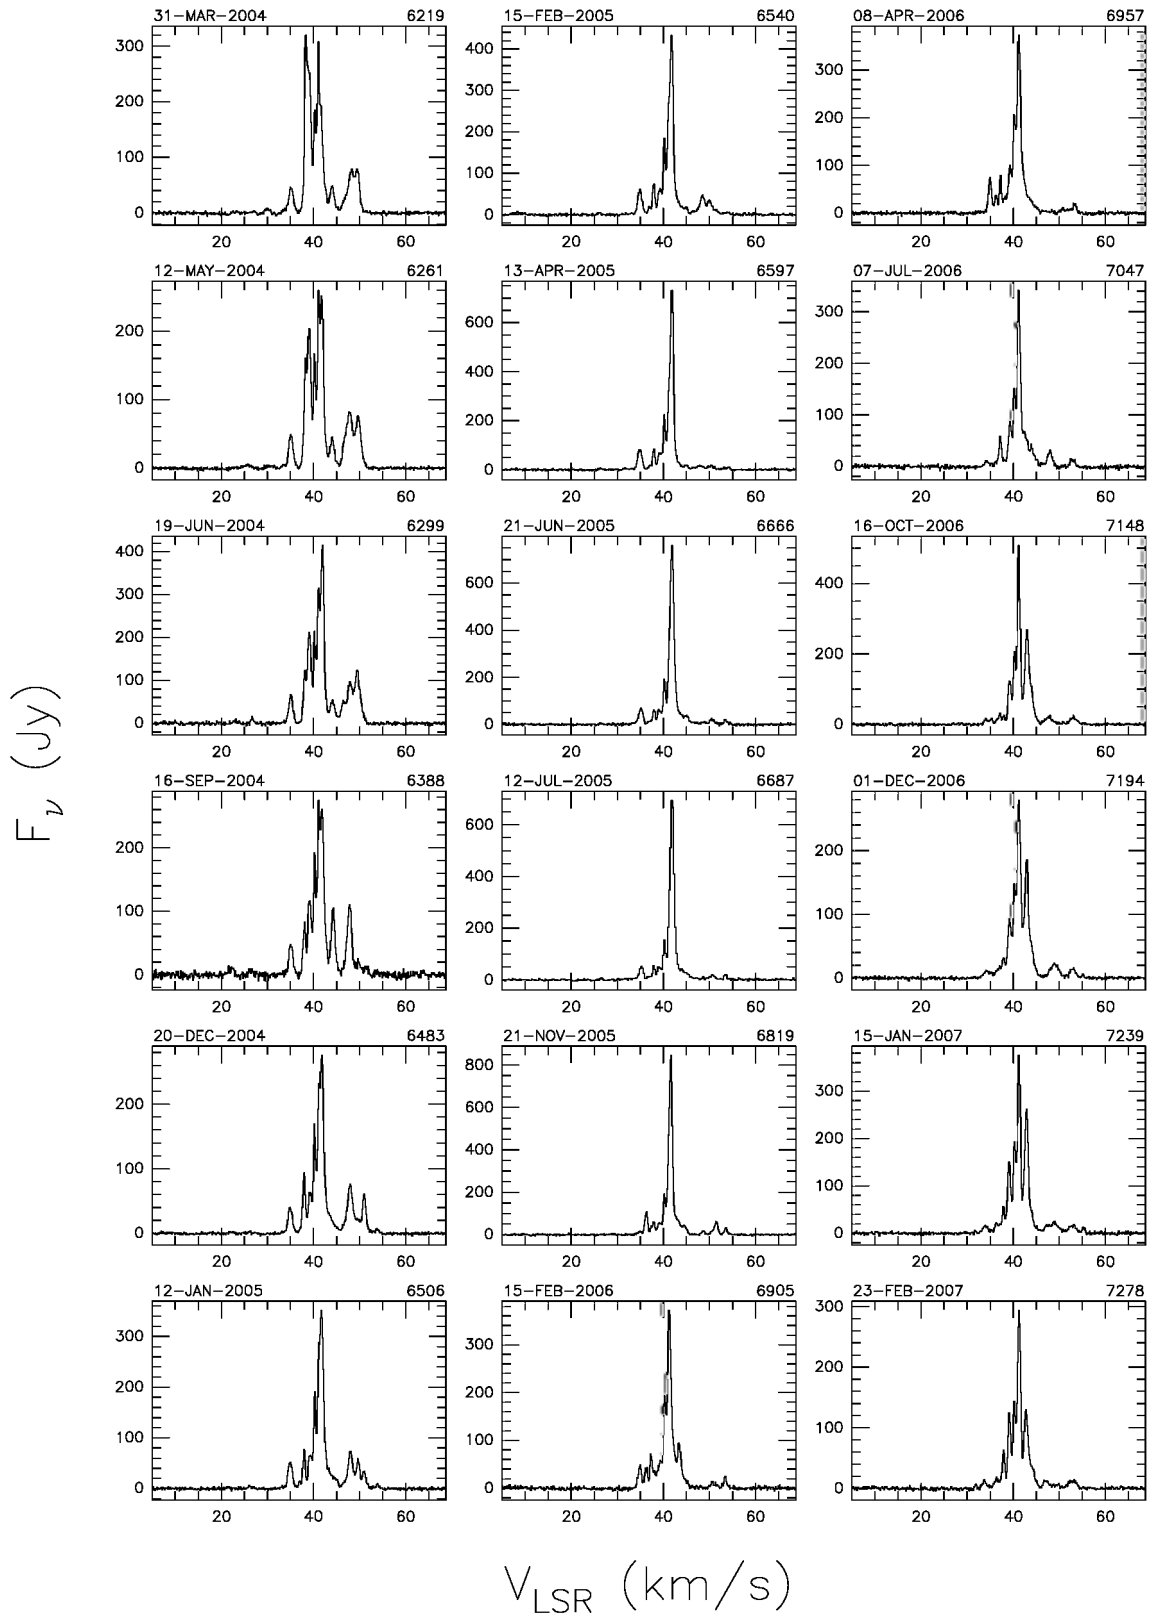 31-MAR-2004 6219
300
200
100
0
20 40 60
12-MAY-2004 6261
200
100
0
20 40 60
19-JUN-2004 6299
400
300
200
100
0
20 40 60
16-SEP-2004 6388
200
100
0
20 40 60
20-DEC-2004 6483
200
100
0
20 40 60
12-JAN-2005 6506
300
200
100
0
20 40 60
15-FEB-2005 6540
400
300
200
100
0
20 40 60
13-APR-2005 6597
600
400
200
0
20 40 60
21-JUN-2005 6666
600
400
200
0
20 40 60
12-JUL-2005 6687
600
400
200
0
20 40 60
21-NOV-2005 6819
800
600
400
200
0
20 40 60
15-FEB-2006 6905
300
200
100
0
20 40 60
08-APR-2006 6957
300
200
100
0
20 40 60
07-JUL-2006 7047
300
200
100
0
20 40 60
16-OCT-2006 7148
400
200
0
20 40 60
01-DEC-2006 7194
200
100
0
20 40 60
15-JAN-2007 7239
300
200
100
0
20 40 60
23-FEB-2007 7278
300
200
100
0
20 40 60
F_ν (Jy)
V_LSR (km/s)